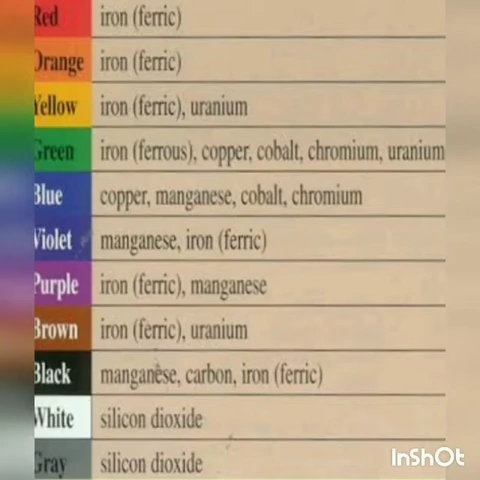 Red iron (ferric)
Orange iron (ferric)
Yellow iron (ferric), uranium
Green iron (ferrous), copper, cobalt, chromium, uranium
Blue copper, manganese, cobalt, chromium
Violet manganese, iron (ferric)
Purple iron (ferric), manganese
Brown iron (ferric), uranium
Black manganese, carbon, iron (ferric)
White silicon dioxide
Gray silicon dioxide
InShOt